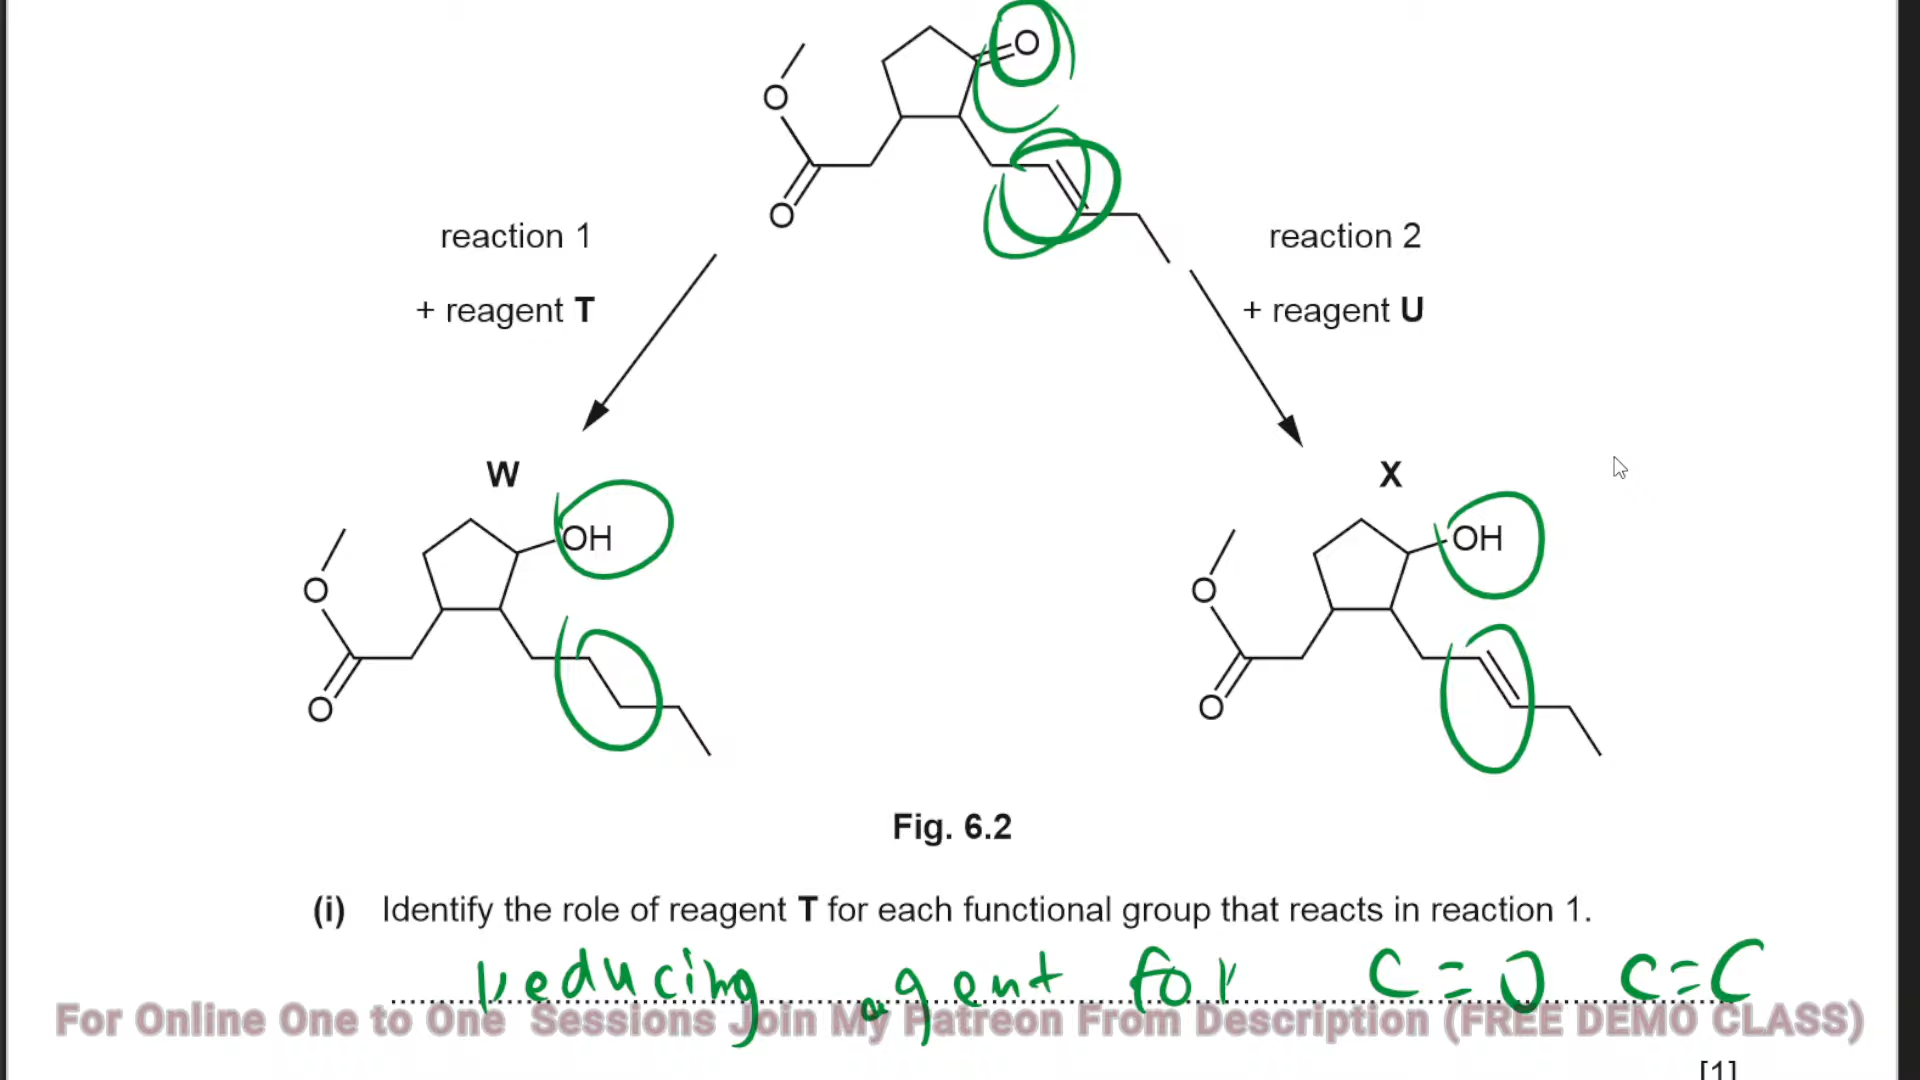 O
O
O
reaction 1
reaction 2
+ reagent T
+ reagent U
W
X
OH
OH
O
O
O
O
Fig. 6.2
(i) Identify the role of reagent T for each functional group that reacts in reaction 1.
reducing agent for C=O C=C
For Online One to One Sessions Join My Patreon From Description (FREE DEMO CLASS)
[1]